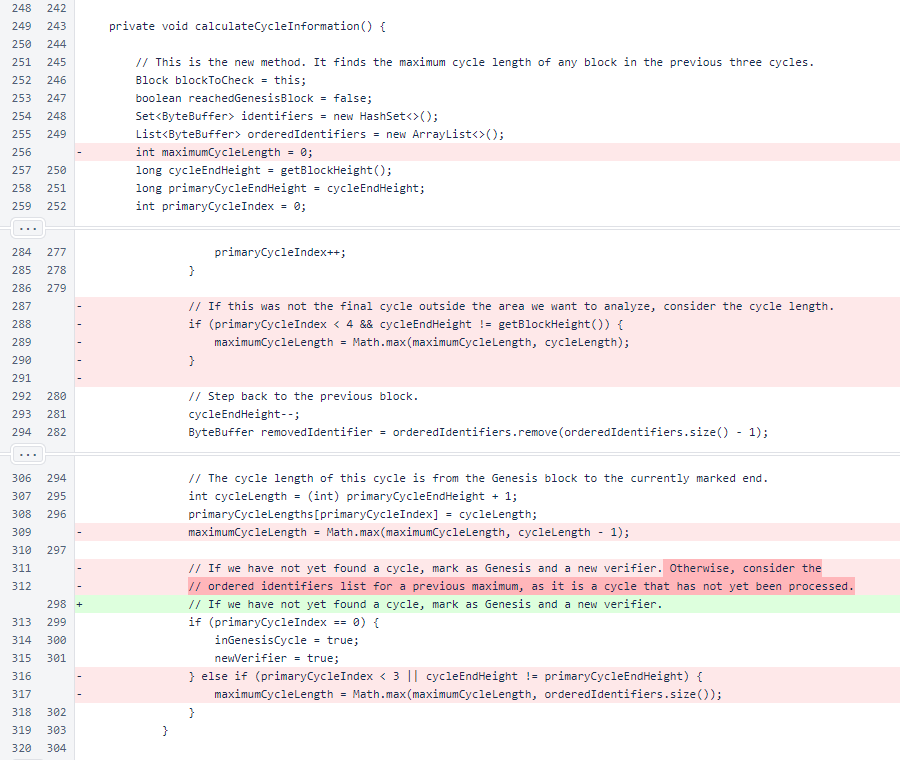 248 242
249 243 private void calculateCycleInformation() {
250 244
251 245 // This is the new method. It finds the maximum cycle length of any block in the previous three cycles.
252 246 Block blockToCheck = this;
253 247 boolean reachedGenesisBlock = false;
254 248 Set<ByteBuffer> identifiers = new HashSet<>();
255 249 List<ByteBuffer> orderedIdentifiers = new ArrayList<>();
256 - int maximumCycleLength = 0;
257 250 long cycleEndHeight = getBlockHeight();
258 251 long primaryCycleEndHeight = cycleEndHeight;
259 252 int primaryCycleIndex = 0;
...
284 277 primaryCycleIndex++;
285 278 }
286 279
287 - // If this was not the final cycle outside the area we want to analyze, consider the cycle length.
288 - if (primaryCycleIndex < 4 && cycleEndHeight != getBlockHeight()) {
289 - maximumCycleLength = Math.max(maximumCycleLength, cycleLength);
290 - }
291 -
292 280 // Step back to the previous block.
293 281 cycleEndHeight--;
294 282 ByteBuffer removedIdentifier = orderedIdentifiers.remove(orderedIdentifiers.size() - 1);
...
306 294 // The cycle length of this cycle is from the Genesis block to the currently marked end.
307 295 int cycleLength = (int) primaryCycleEndHeight + 1;
308 296 primaryCycleLengths[primaryCycleIndex] = cycleLength;
309 - maximumCycleLength = Math.max(maximumCycleLength, cycleLength - 1);
310 297
311 - // If we have not yet found a cycle, mark as Genesis and a new verifier. Otherwise, consider the
312 - // ordered identifiers list for a previous maximum, as it is a cycle that has not yet been processed.
298 + // If we have not yet found a cycle, mark as Genesis and a new verifier.
313 299 if (primaryCycleIndex == 0) {
314 300 inGenesisCycle = true;
315 301 newVerifier = true;
316 - } else if (primaryCycleIndex < 3 || cycleEndHeight != primaryCycleEndHeight) {
317 - maximumCycleLength = Math.max(maximumCycleLength, orderedIdentifiers.size());
318 302 }
319 303 }
320 304